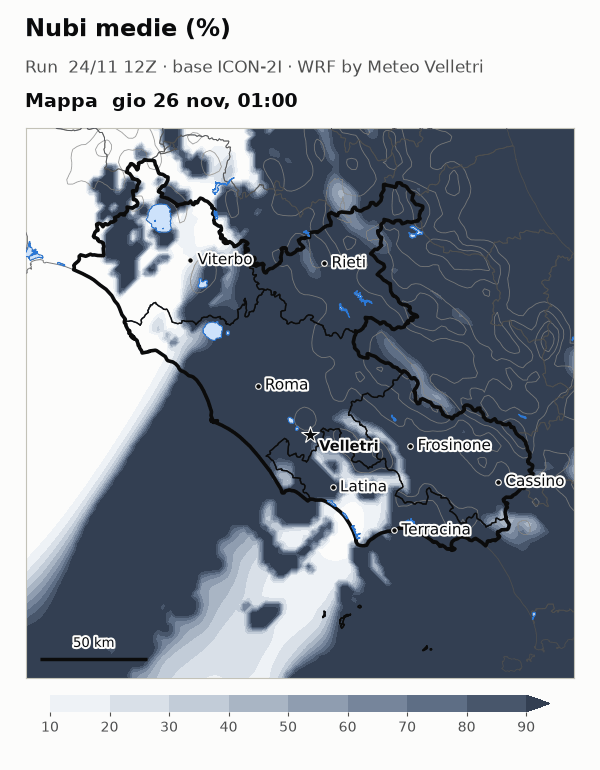 Nubi medie (%)
Run  24/11 12Z · base ICON-2I · WRF by Meteo Velletri
Mappa  gio 26 nov, 01:00
Viterbo
Rieti
Roma
Velletri
Frosinone
Cassino
Latina
Terracina
50 km
10 20 30 40 50 60 70 80 90